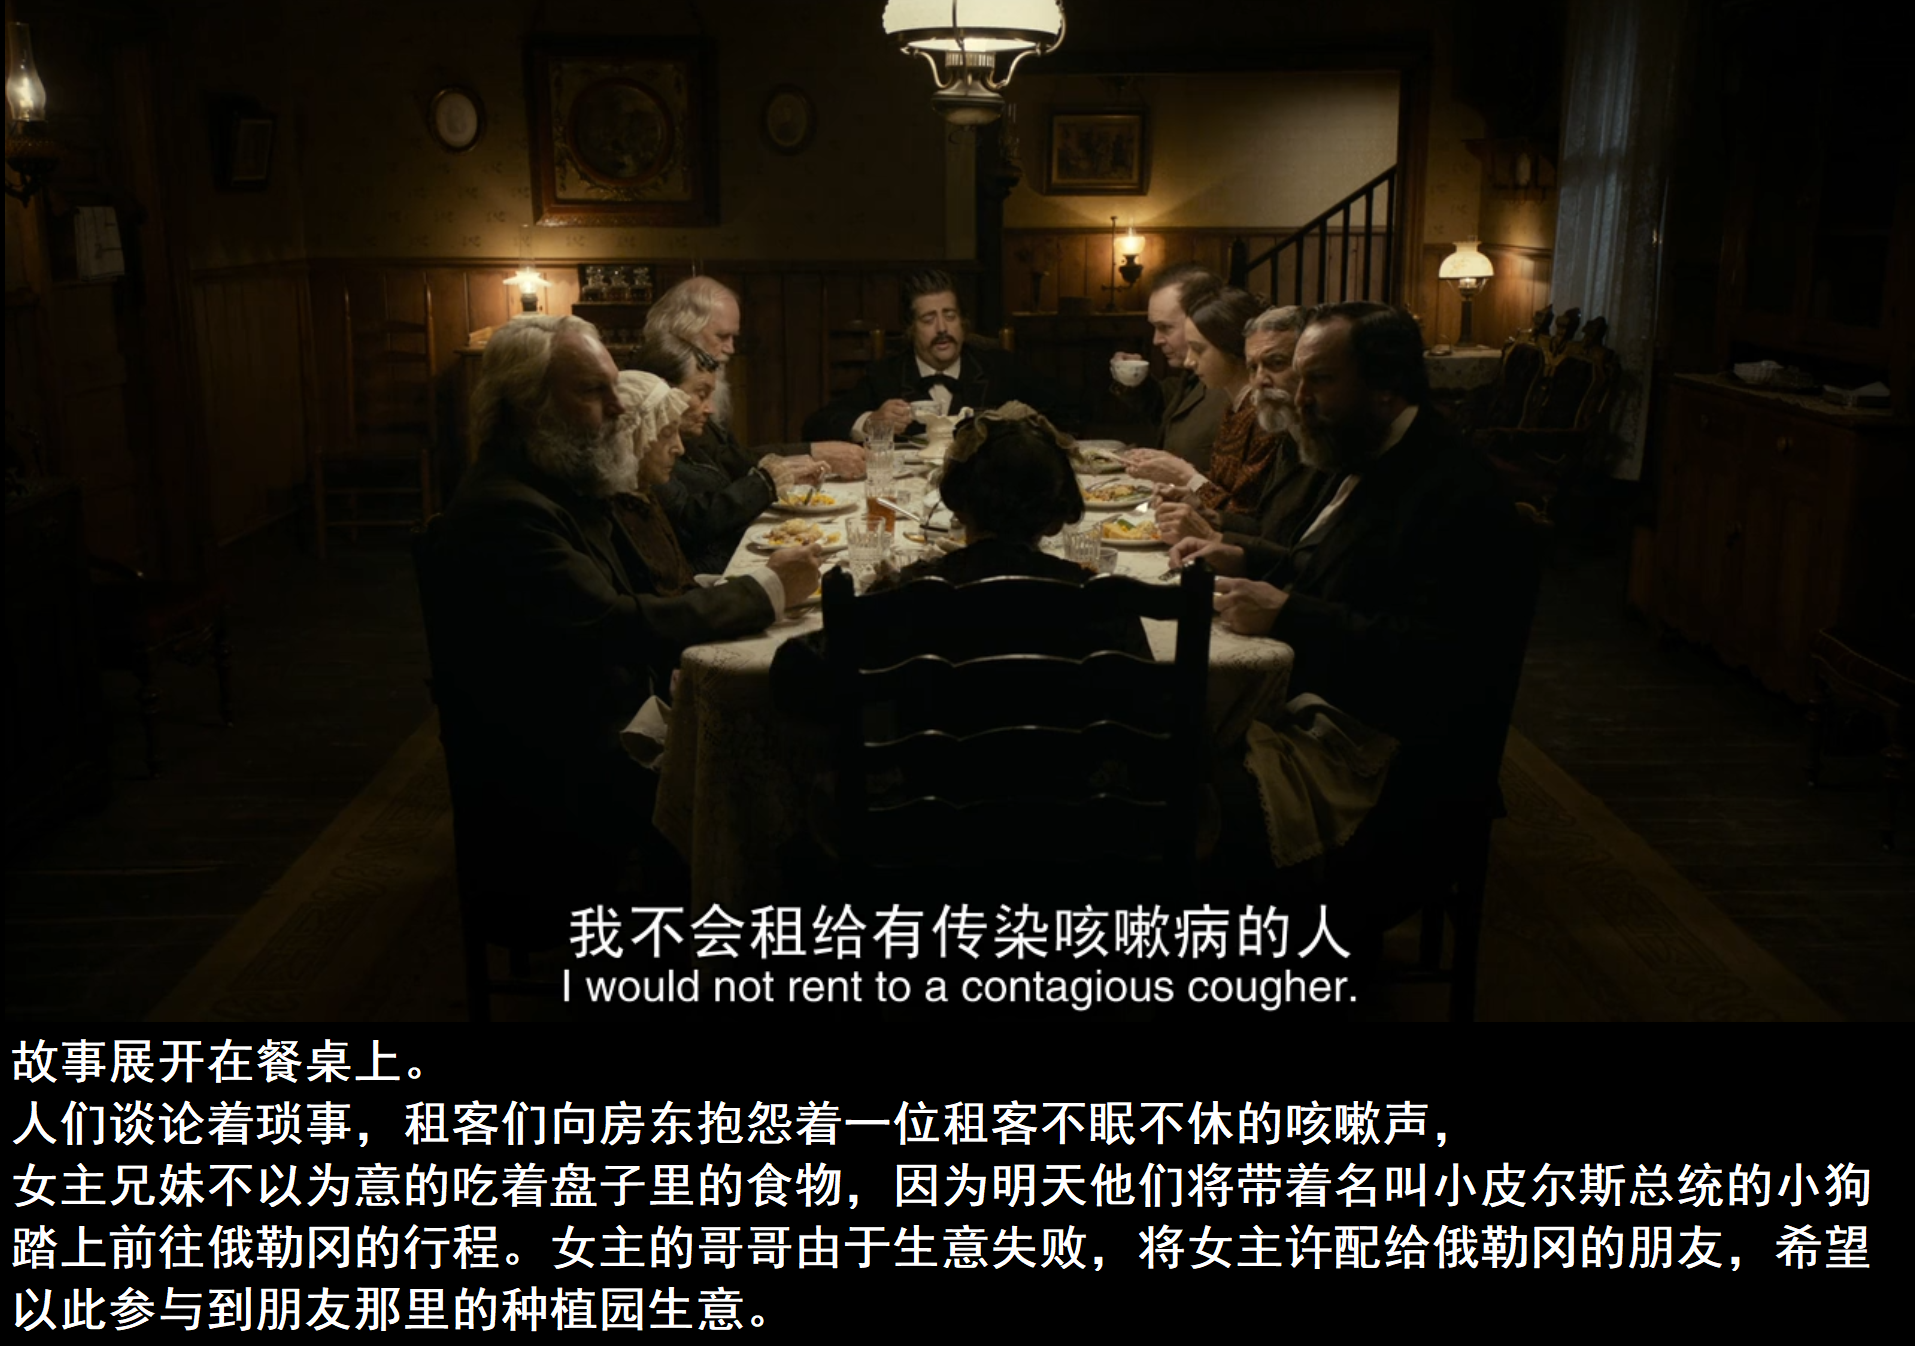 我不会租给有传染咳嗽病的人
I would not rent to a contagious cougher.
故事展开在餐桌上。
人们谈论着琐事，租客们向房东抱怨着一位租客不眠不休的咳嗽声，
女主兄妹不以为意的吃着盘子里的食物，因为明天他们将带着名叫小皮尔斯总统的小狗
踏上前往俄勒冈的行程。女主的哥哥由于生意失败，将女主许配给俄勒冈的朋友，希望
以此参与到朋友那里的种植园生意。